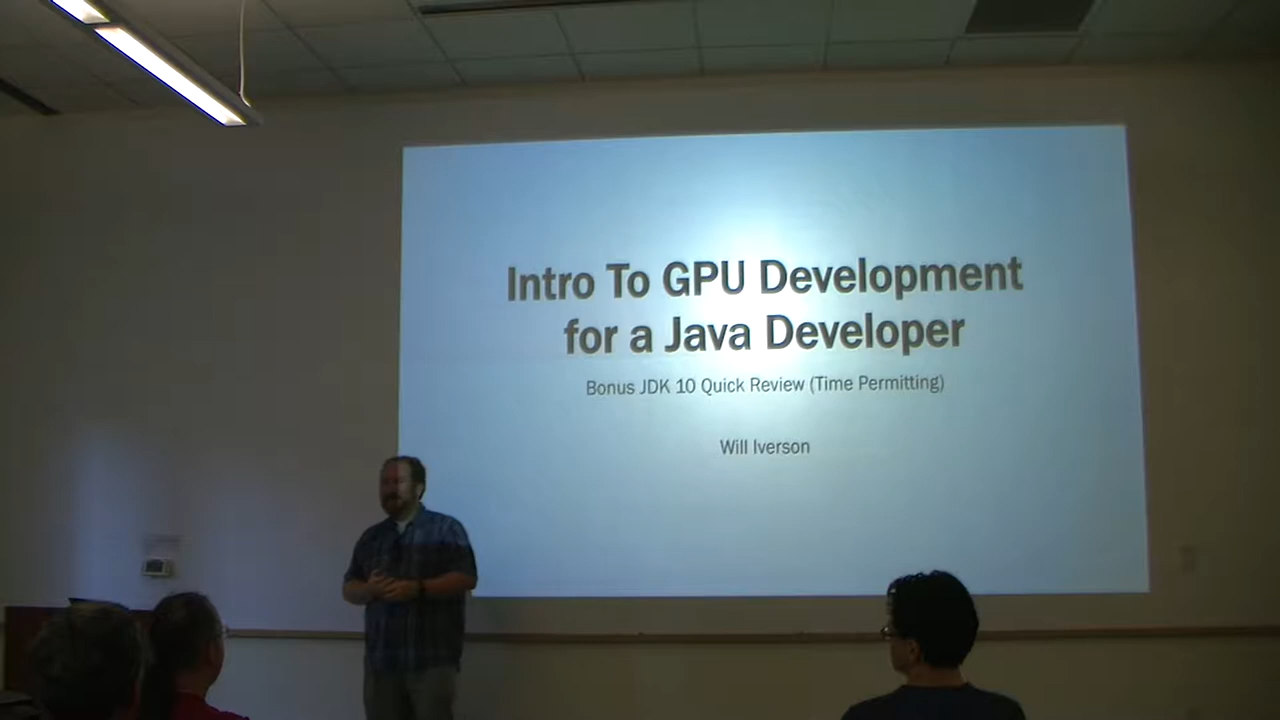 Intro To GPU Development
for a Java Developer
Bonus JDK 10 Quick Review (Time Permitting)
Will Iverson